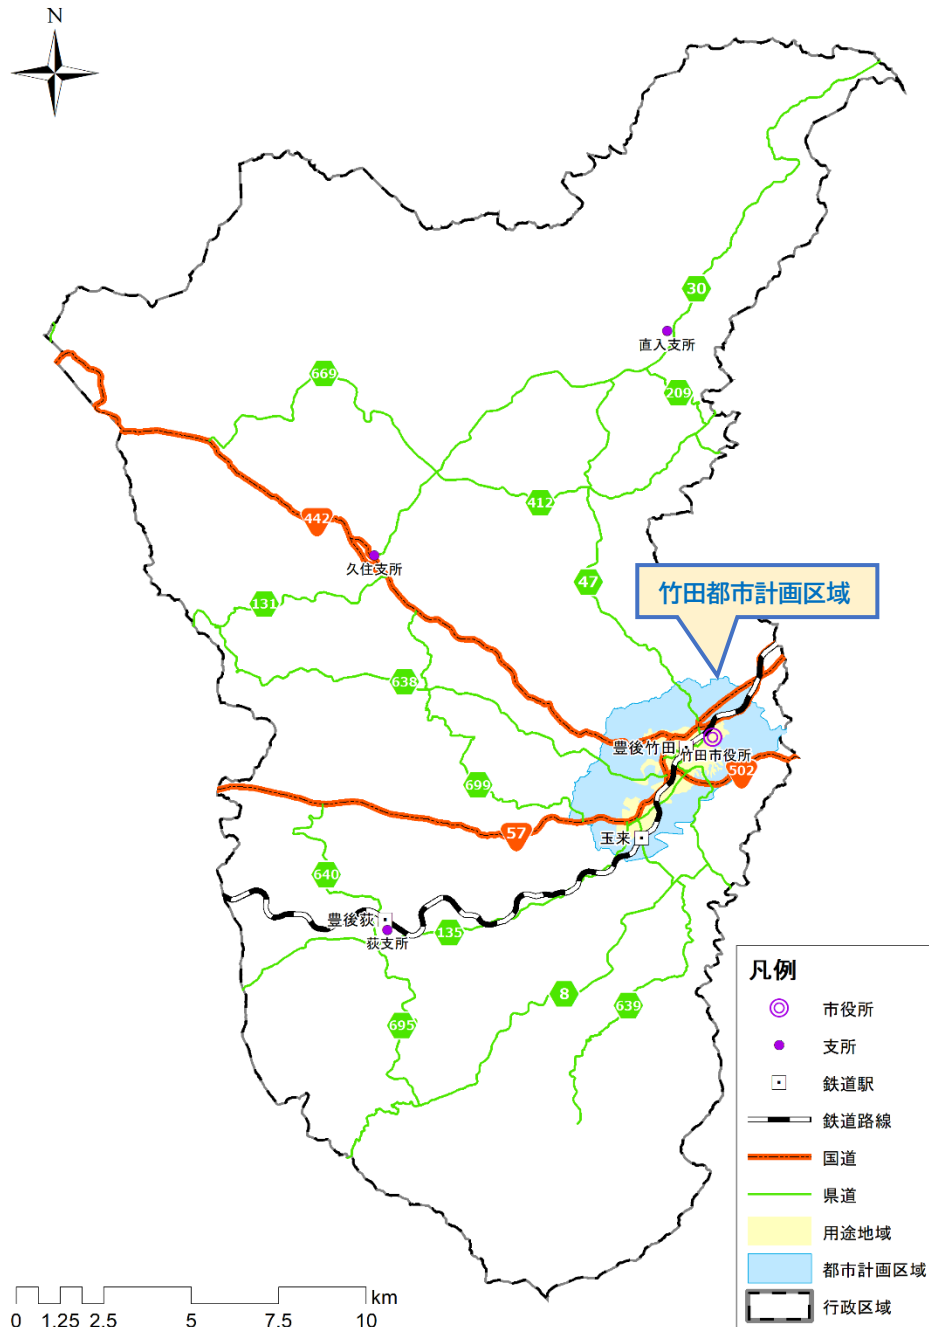 N
30
直入支所
669
209
412
442
久住支所
47
竹田都市計画区域
131
638
豊後竹田
竹田市役所
502
699
57
玉来
640
豊後荻
荻支所
135
8
639
695
凡例
市役所
支所
鉄道駅
鉄道路線
国道
県道
用途地域
都市計画区域
行政区域
km
0 1.25 2.5 5 7.5 10